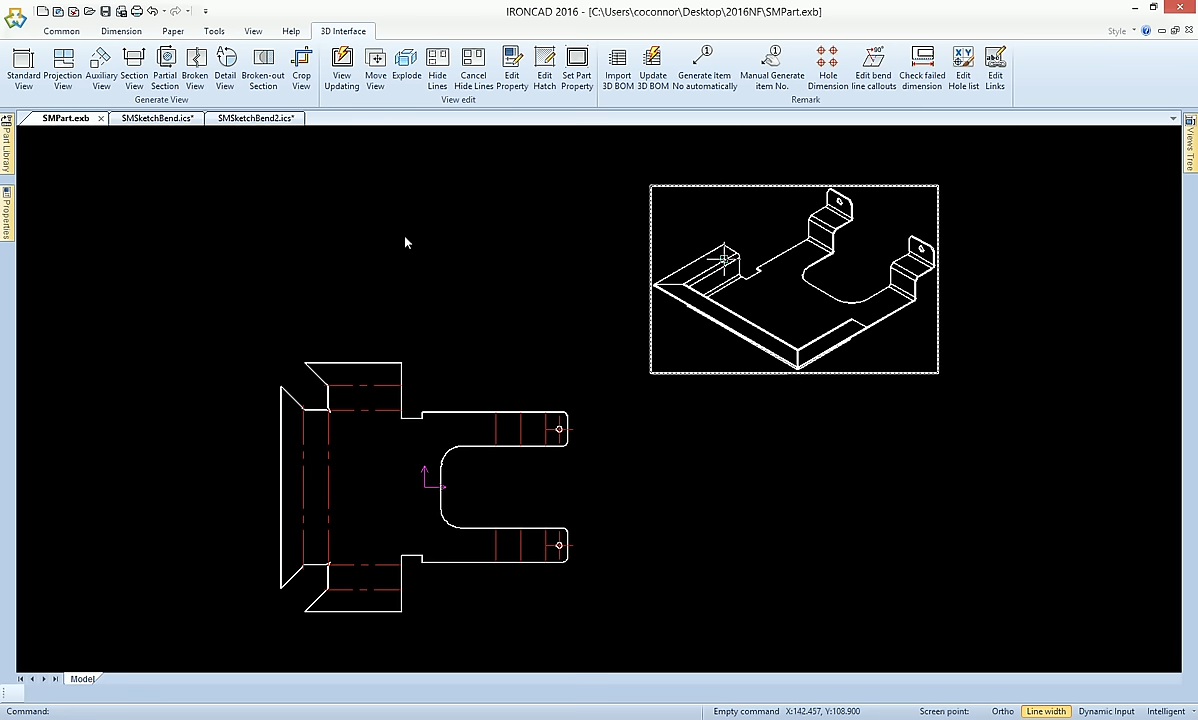 IRONCAD 2016 - [C:\Users\coconnor\Desktop\2016NF\SMPart.exb]
Common Dimension Paper Tools View Help 3D Interface Style
Standard View
Projection View
Auxiliary View
Section View
Partial Section
Broken View
Detail View
Broken-out Section
Crop View
View Updating
Move View
Explode
Hide Lines
Cancel Hide Lines
Edit Property
Edit Hatch
Set Part Property
Import 3D BOM
Update 3D BOM
Generate Item No automatically
Manual Generate item No.
Hole Dimension
Edit bend line callouts
Check failed dimension
Edit Hole list
Edit Links
Generate View View edit Remark
SMPart.exb SMSketchBend.ics* SMSketchBend2.ics*
Part Library
Properties
Views Tree
Model
Command: Empty command X:142.457, Y:108.900 Screen point: Ortho Line width Dynamic Input Intelligent